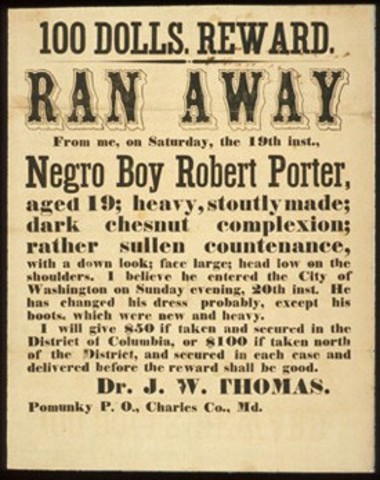 100 DOLLS. REWARD.
RAN AWAY
From me, on Saturday, the 19th inst.,
Negro Boy Robert Porter,
aged 19; heavy, stoutly made;
dark chesnut complexion;
rather sullen countenance,
with a down look; face large; head low on the
shoulders. I believe he entered the City of
Washington on Sunday evening, 20th inst. He
has changed his dress probably, except his
boots, which were new and heavy.
I will give $50 if taken and secured in the
District of Columbia, or $100 if taken north
of the District, and secured in each case and
delivered before the reward shall be good.
Dr. J. W. THOMAS.
Pomunky P. O., Charles Co., Md.